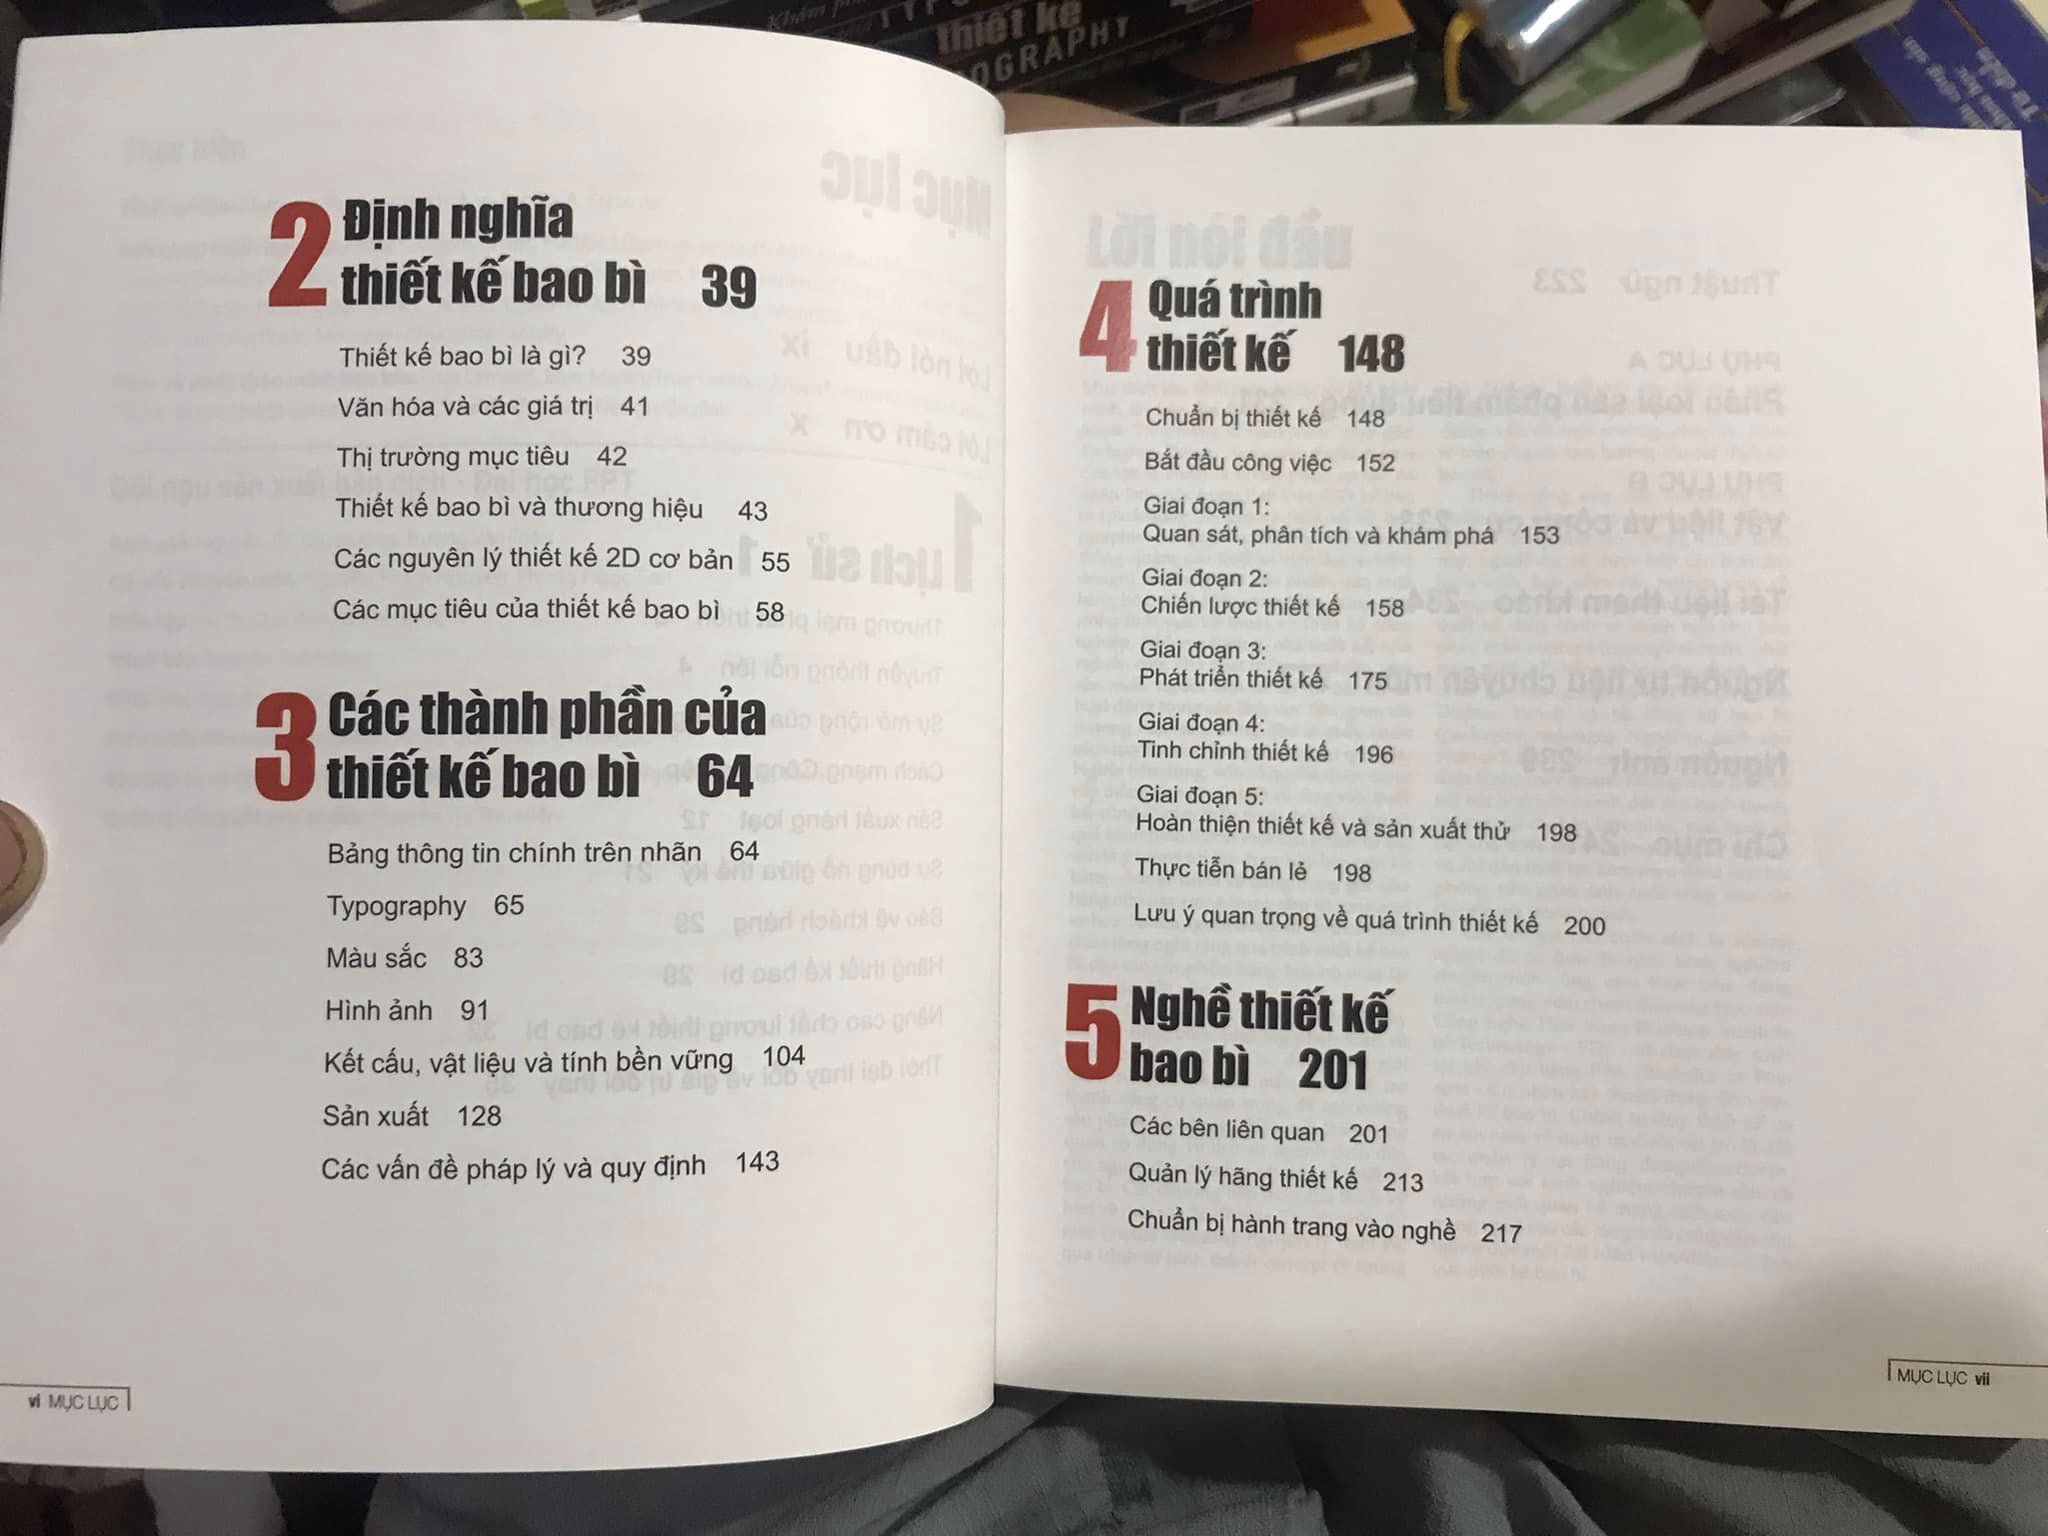 thiết kế
OGRAPHY
Từ điển
2 Định nghĩa
thiết kế bao bì 39
Thiết kế bao bì là gì? 39
Văn hóa và các giá trị 41
Thị trường mục tiêu 42
Thiết kế bao bì và thương hiệu 43
Các nguyên lý thiết kế 2D cơ bản 55
Các mục tiêu của thiết kế bao bì 58
3 Các thành phần của
thiết kế bao bì 64
Bảng thông tin chính trên nhãn 64
Typography 65
Màu sắc 83
Hình ảnh 91
Kết cấu, vật liệu và tính bền vững 104
Sản xuất 128
Các vấn đề pháp lý và quy định 143
vi MỤC LỤC
4 Quá trình
thiết kế 148
Chuẩn bị thiết kế 148
Bắt đầu công việc 152
Giai đoạn 1:
Quan sát, phân tích và khám phá 153
Giai đoạn 2:
Chiến lược thiết kế 158
Giai đoạn 3:
Phát triển thiết kế 175
Giai đoạn 4:
Tinh chỉnh thiết kế 196
Giai đoạn 5:
Hoàn thiện thiết kế và sản xuất thử 198
Thực tiễn bán lẻ 198
Lưu ý quan trọng về quá trình thiết kế 200
5 Nghề thiết kế
bao bì 201
Các bên liên quan 201
Quản lý hãng thiết kế 213
Chuẩn bị hành trang vào nghề 217
MỤC LỤC vii